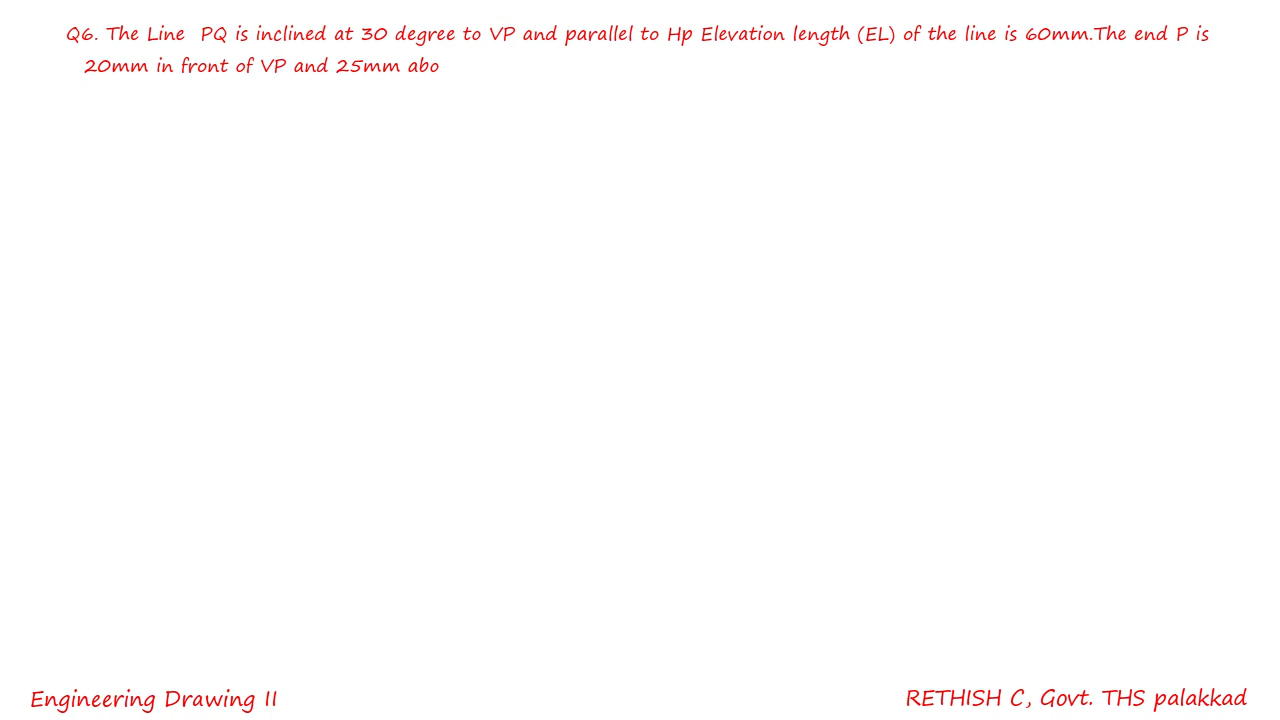 Q6. The Line PQ is inclined at 30 degree to VP and parallel to Hp Elevation length (EL) of the line is 60mm.The end P is
20mm in front of VP and 25mm abo
Engineering Drawing II
RETHISH C, Govt. THS palakkad